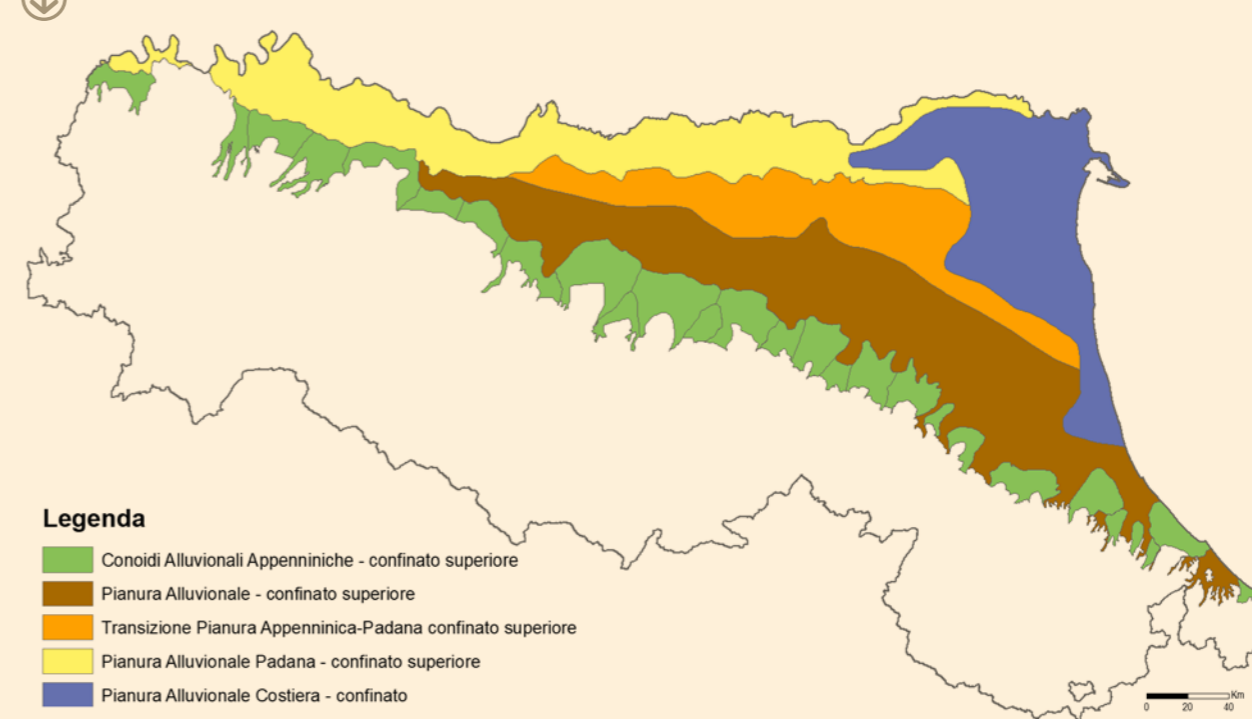 Legenda
Conoidi Alluvionali Appenniniche - confinato superiore
Pianura Alluvionale - confinato superiore
Transizione Pianura Appenninica-Padana confinato superiore
Pianura Alluvionale Padana - confinato superiore
Pianura Alluvionale Costiera - confinato
Km
0 20 40